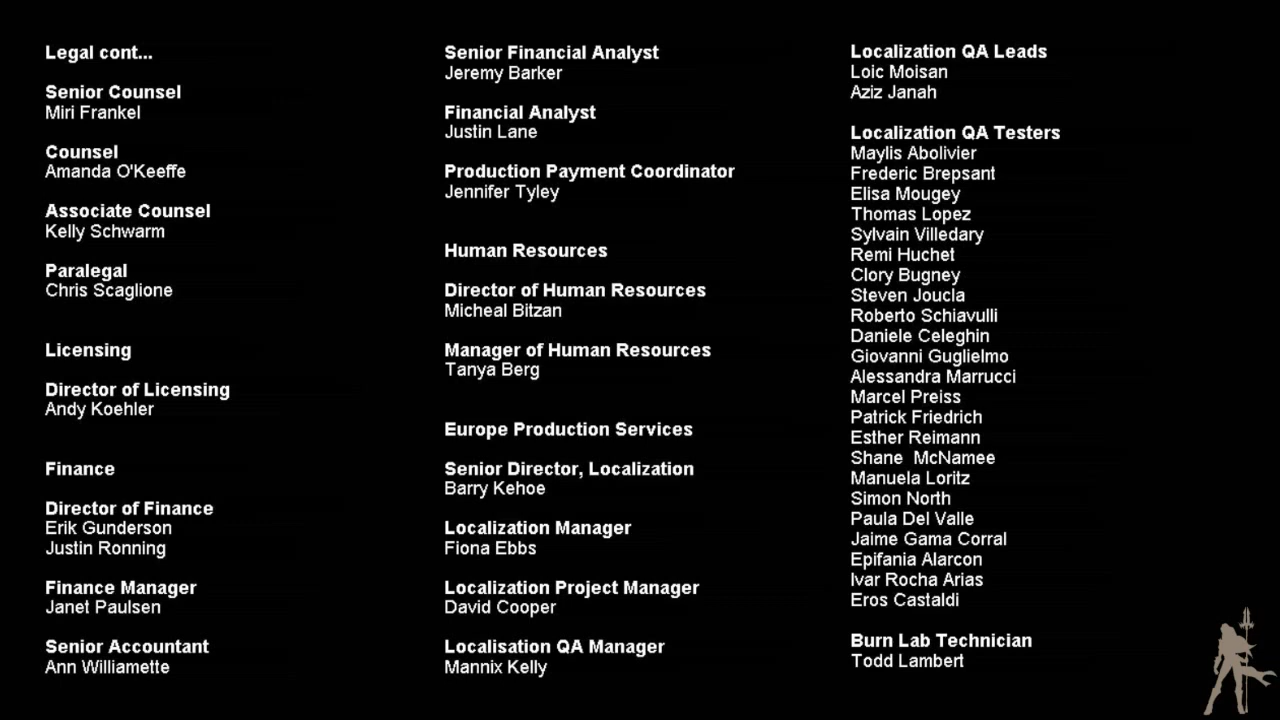 Legal cont...
Senior Counsel
Miri Frankel
Counsel
Amanda O'Keeffe
Associate Counsel
Kelly Schwarm
Paralegal
Chris Scaglione
Licensing
Director of Licensing
Andy Koehler
Finance
Director of Finance
Erik Gunderson
Justin Ronning
Finance Manager
Janet Paulsen
Senior Accountant
Ann Williamette
Senior Financial Analyst
Jeremy Barker
Financial Analyst
Justin Lane
Production Payment Coordinator
Jennifer Tyley
Human Resources
Director of Human Resources
Micheal Bitzan
Manager of Human Resources
Tanya Berg
Europe Production Services
Senior Director, Localization
Barry Kehoe
Localization Manager
Fiona Ebbs
Localization Project Manager
David Cooper
Localisation QA Manager
Mannix Kelly
Localization QA Leads
Loic Moisan
Aziz Janah
Localization QA Testers
Maylis Abolivier
Frederic Brepsant
Elisa Mougey
Thomas Lopez
Sylvain Villedary
Remi Huchet
Clory Bugney
Steven Joucla
Roberto Schiavulli
Daniele Celeghin
Giovanni Guglielmo
Alessandra Marrucci
Marcel Preiss
Patrick Friedrich
Esther Reimann
Shane  McNamee
Manuela Loritz
Simon North
Paula Del Valle
Jaime Gama Corral
Epifania Alarcon
Ivar Rocha Arias
Eros Castaldi
Burn Lab Technician
Todd Lambert